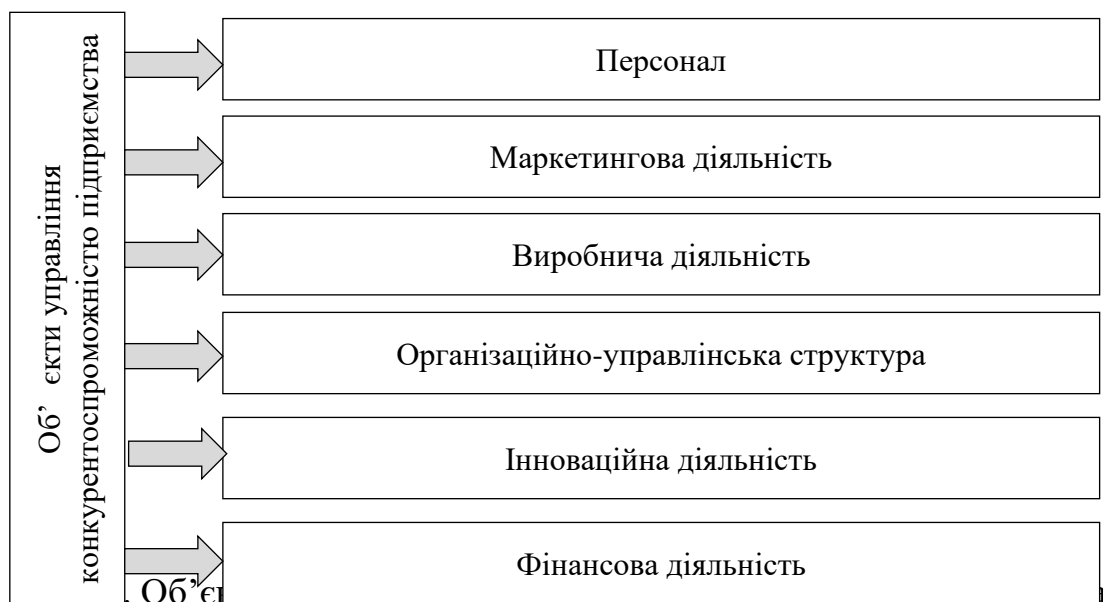 Об’ єкти управління
конкурентоспроможністю підприємства
Персонал
Маркетингова діяльність
Виробнича діяльність
Організаційно-управлінська структура
Інноваційна діяльність
Фінансова діяльність